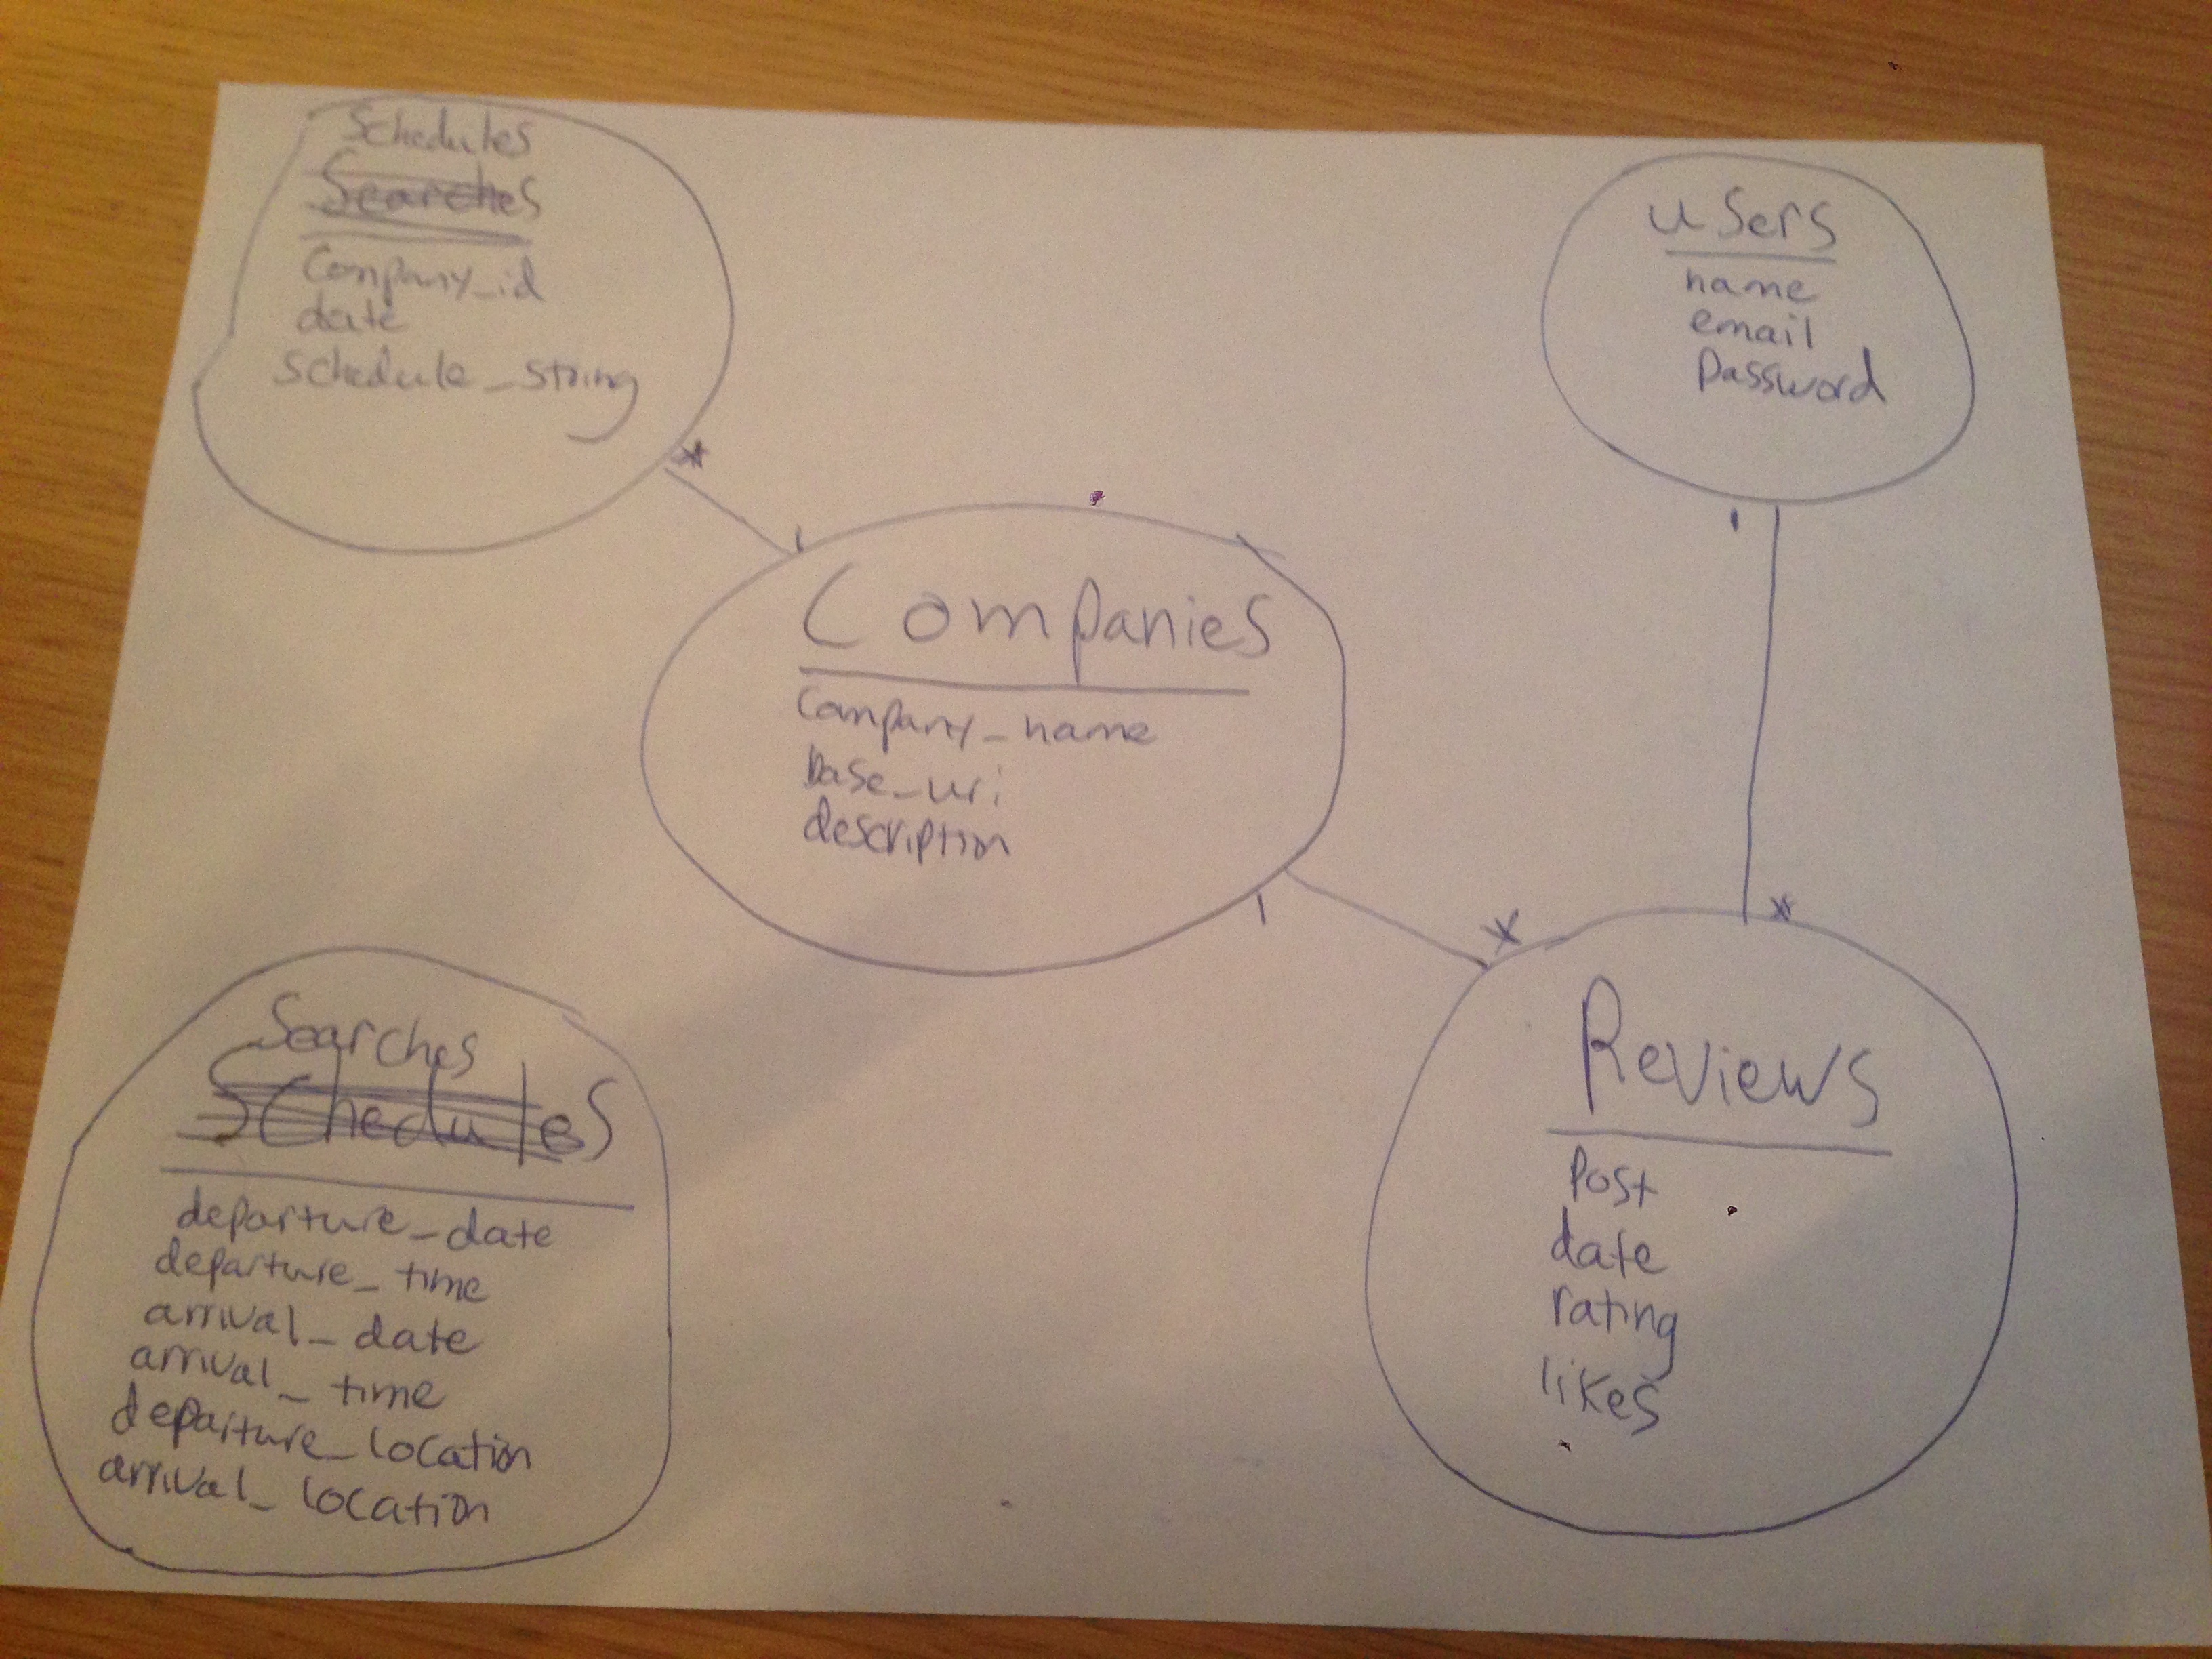 Schedules
Searches
Company_id
date
schedule_string
users
name
email
password
Companies
Company_name
base_uri
description
*
1
1
*
1
*
Searches
SChedules
departure_date
departure_time
arrival_date
arrival_time
departure_location
arrival_location
Reviews
Post
date
rating
likes